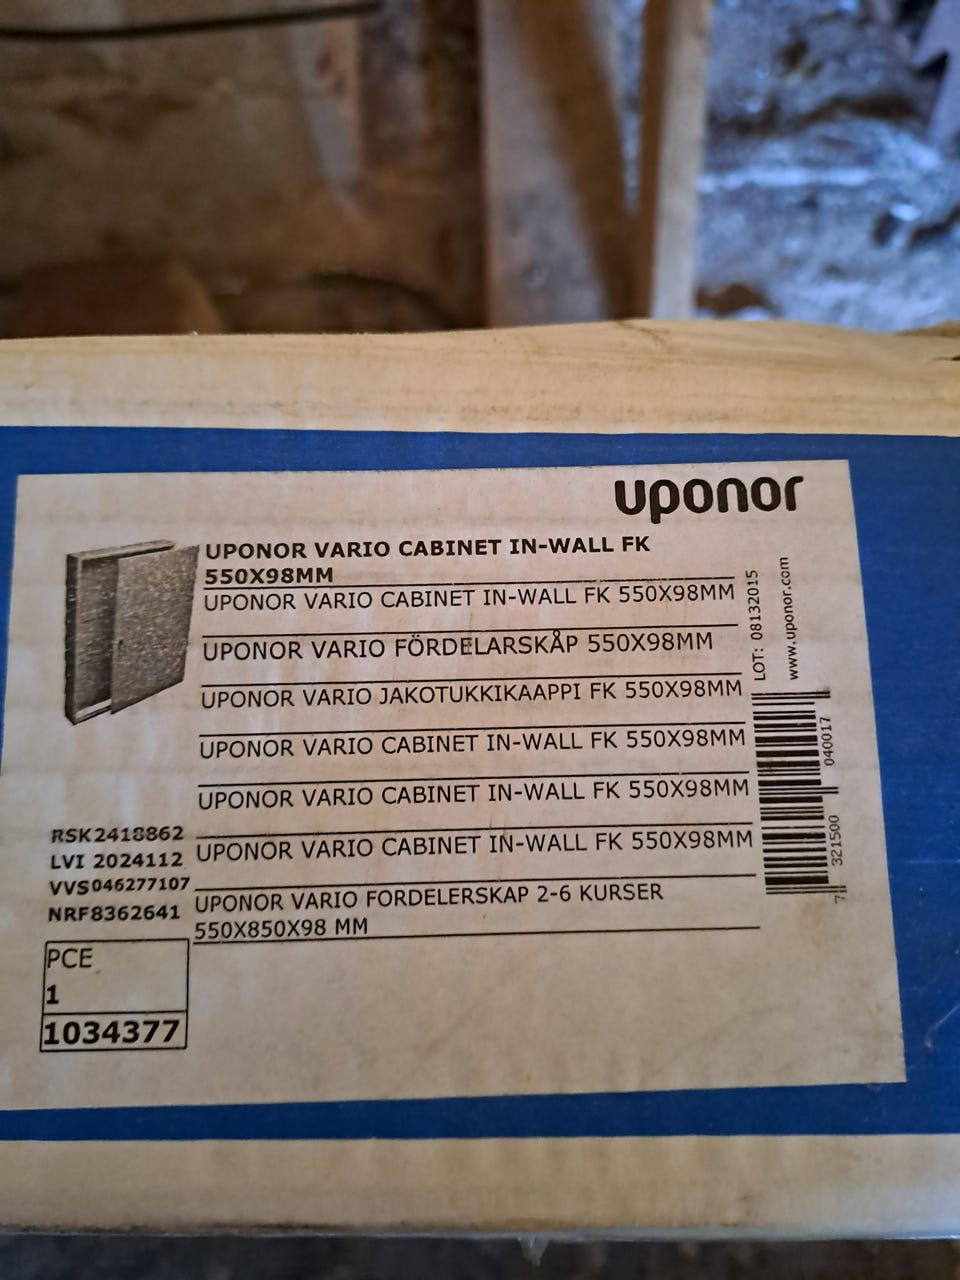 uponor
UPONOR VARIO CABINET IN-WALL FK
550X98MM
UPONOR VARIO CABINET IN-WALL FK 550X98MM
UPONOR VARIO FÖRDELARSKÅP 550X98MM
UPONOR VARIO JAKOTUKKIKAAPPI FK 550X98MM
UPONOR VARIO CABINET IN-WALL FK 550X98MM
UPONOR VARIO CABINET IN-WALL FK 550X98MM
UPONOR VARIO CABINET IN-WALL FK 550X98MM
UPONOR VARIO FORDELERSKAP 2-6 KURSER
550X850X98 MM
RSK2418862
LVI 2024112
VVS046277107
NRF8362641
PCE
1
1034377
LOT: 08132015
www.uponor.com
7 321500 040017